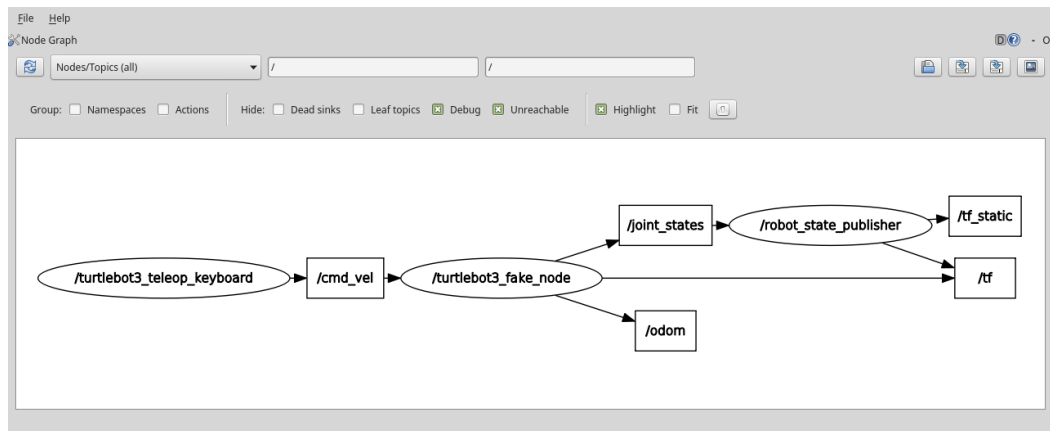 File Help
Node Graph
D ? - O
Nodes/Topics (all) / /
Group: Namespaces Actions Hide: Dead sinks Leaf topics Debug Unreachable Highlight Fit
/joint_states
/robot_state_publisher
/tf_static
/turtlebot3_teleop_keyboard
/cmd_vel
/turtlebot3_fake_node
/tf
/odom